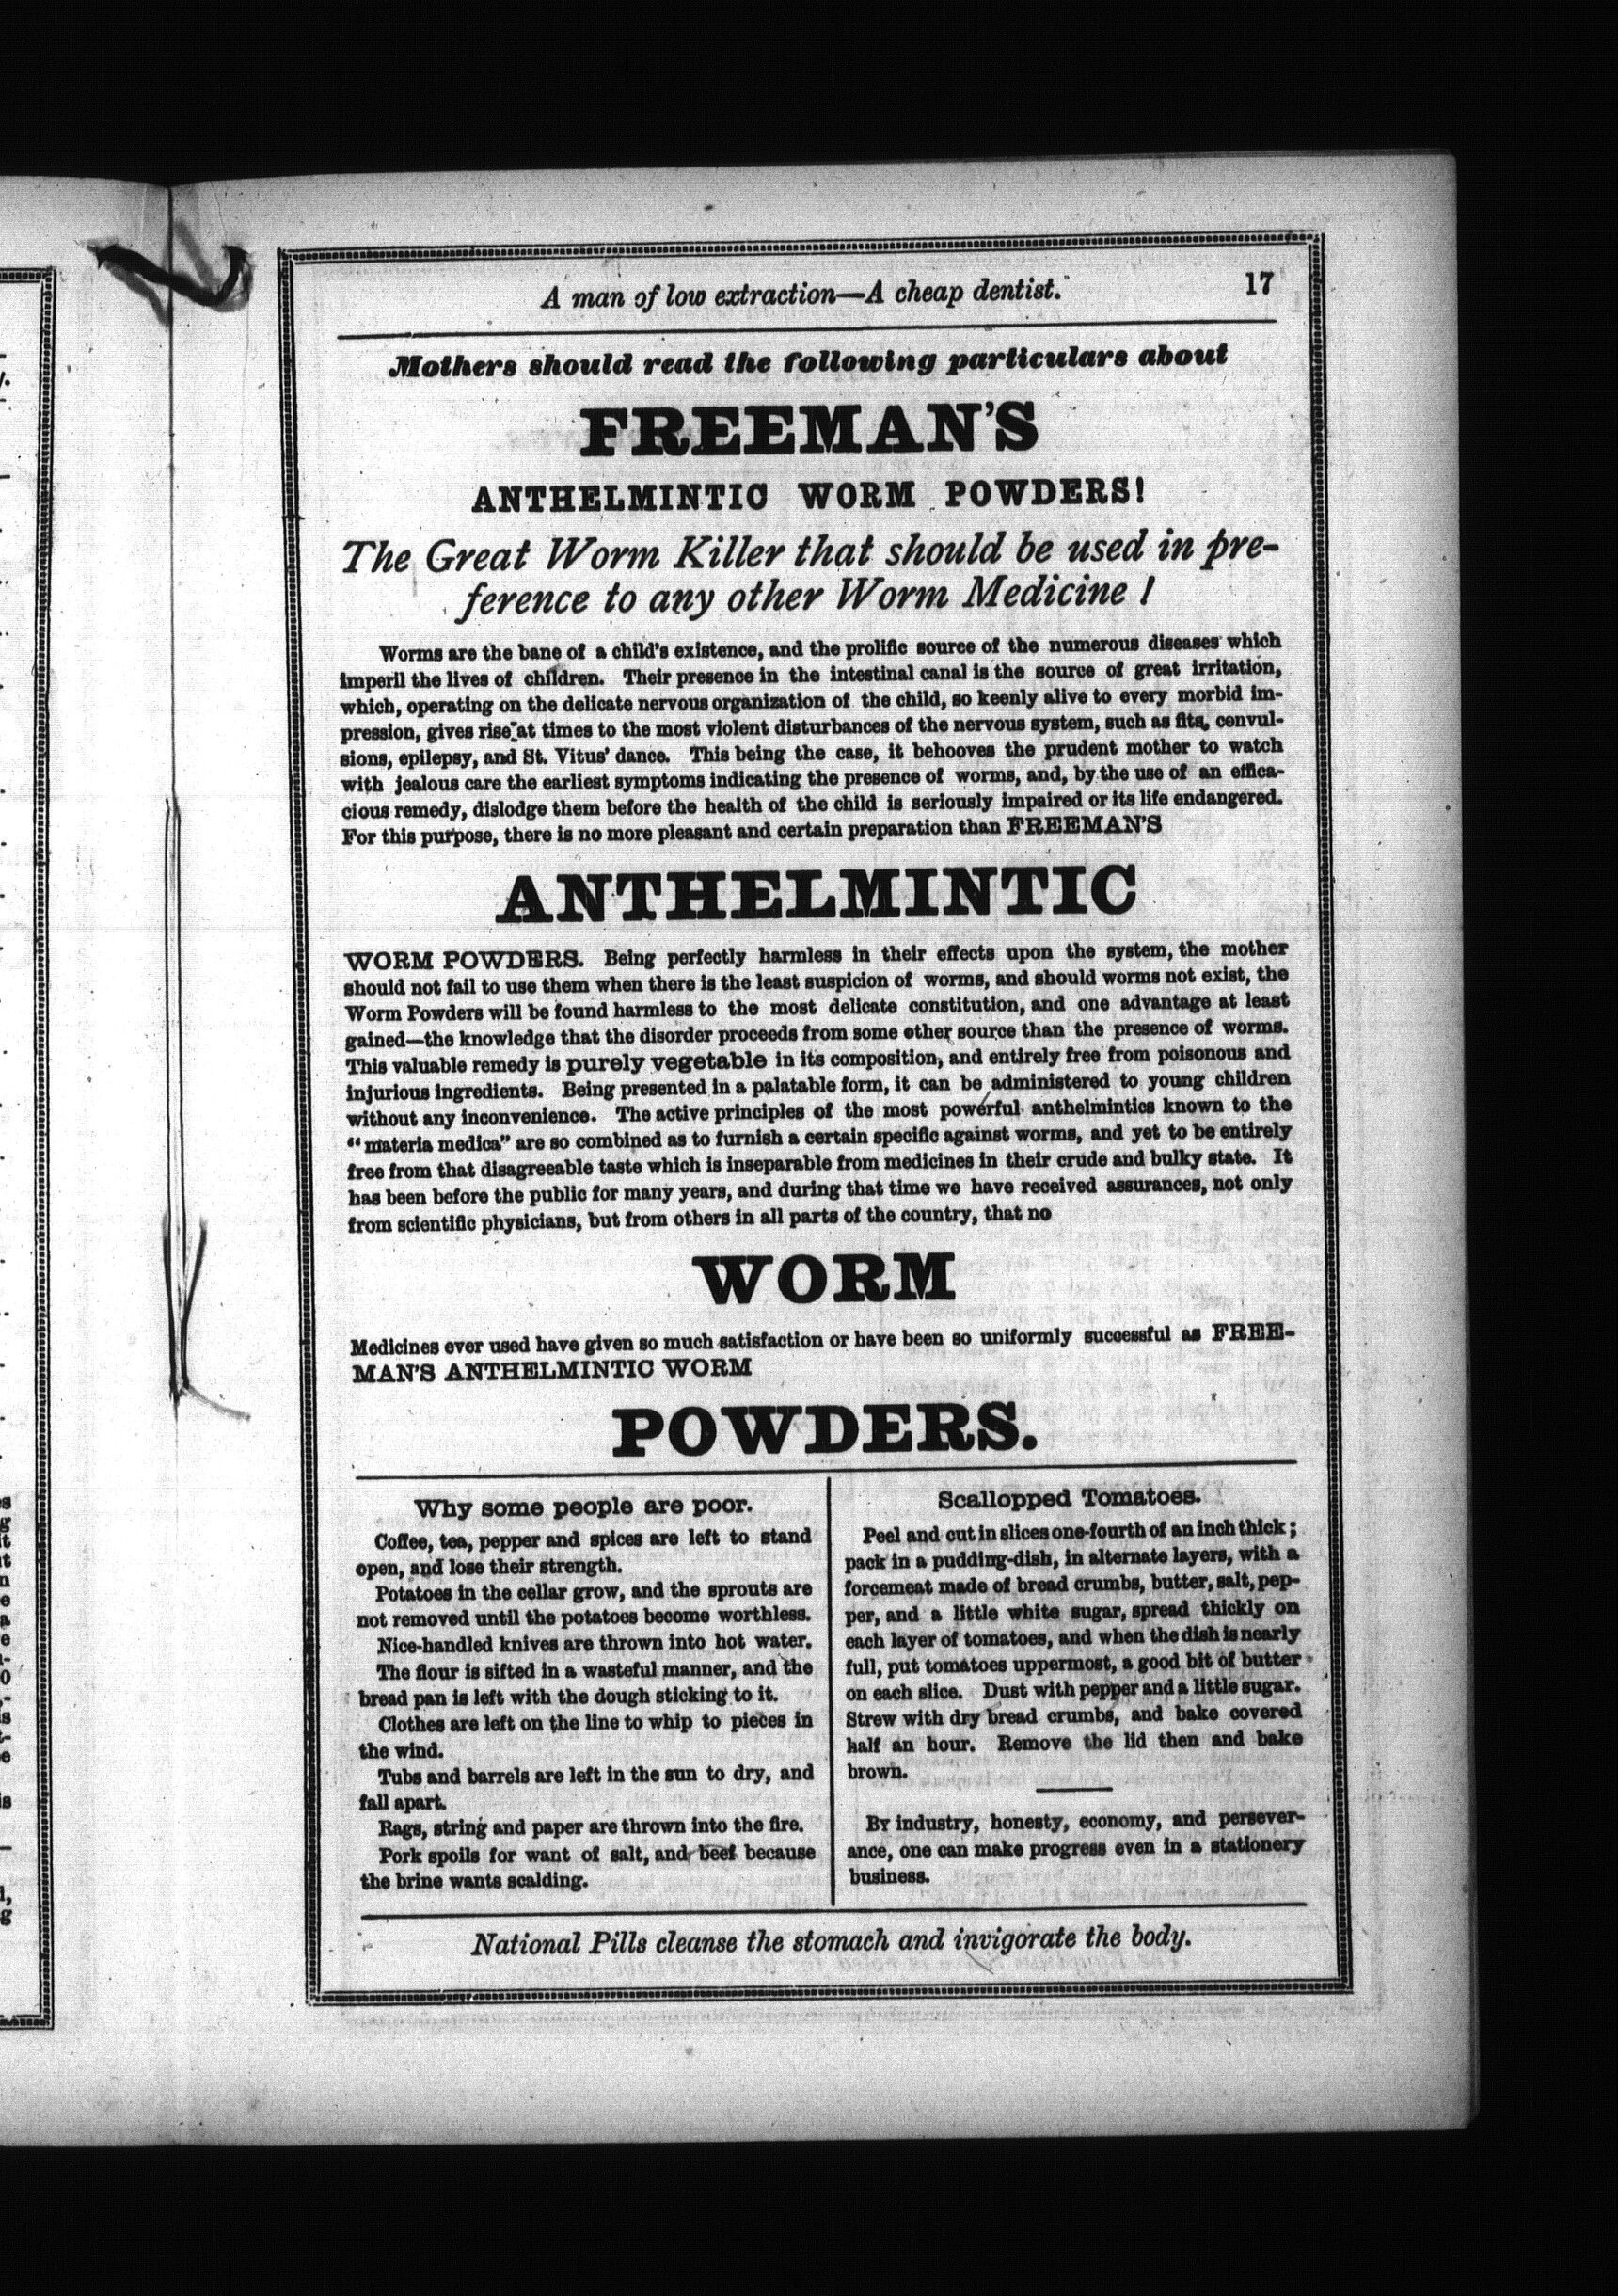 A man of low extraction—A cheap dentist.
17
Mothers should read the following particulars about
FREEMAN'S
ANTHELMINTIC WORM POWDERS!
The Great Worm Killer that should be used in pre-
ference to any other Worm Medicine!
Worms are the bane of a child's existence, and the prolific source of the numerous diseases which
imperil the lives of children. Their presence in the intestinal canal is the source of great irritation,
which, operating on the delicate nervous organization of the child, so keenly alive to every morbid im-
pression, gives rise at times to the most violent disturbances of the nervous system, such as fits, convul-
sions, epilepsy, and St. Vitus' dance. This being the case, it behooves the prudent mother to watch
with jealous care the earliest symptoms indicating the presence of worms, and, by the use of an effica-
cious remedy, dislodge them before the health of the child is seriously impaired or its life endangered.
For this purpose, there is no more pleasant and certain preparation than FREEMAN'S
ANTHELMINTIC
WORM POWDERS. Being perfectly harmless in their effects upon the system, the mother
should not fail to use them when there is the least suspicion of worms, and should worms not exist, the
Worm Powders will be found harmless to the most delicate constitution, and one advantage at least
gained—the knowledge that the disorder proceeds from some other source than the presence of worms.
This valuable remedy is purely vegetable in its composition, and entirely free from poisonous and
injurious ingredients. Being presented in a palatable form, it can be administered to young children
without any inconvenience. The active principles of the most powerful anthelmintics known to the
"materia medica" are so combined as to furnish a certain specific against worms, and yet to be entirely
free from that disagreeable taste which is inseparable from medicines in their crude and bulky state. It
has been before the public for many years, and during that time we have received assurances, not only
from scientific physicians, but from others in all parts of the country, that no
WORM
Medicines ever used have given so much satisfaction or have been so uniformly successful as FREE-
MAN'S ANTHELMINTIC WORM
POWDERS.
Why some people are poor.
Coffee, tea, pepper and spices are left to stand
open, and lose their strength.
Potatoes in the cellar grow, and the sprouts are
not removed until the potatoes become worthless.
Nice-handled knives are thrown into hot water.
The flour is sifted in a wasteful manner, and the
bread pan is left with the dough sticking to it.
Clothes are left on the line to whip to pieces in
the wind.
Tubs and barrels are left in the sun to dry, and
fall apart.
Rags, string and paper are thrown into the fire.
Pork spoils for want of salt, and beef because
the brine wants scalding.
Scallopped Tomatoes.
Peel and cut in slices one-fourth of an inch thick;
pack in a pudding-dish, in alternate layers, with a
forcemeat made of bread crumbs, butter, salt, pep-
per, and a little white sugar, spread thickly on
each layer of tomatoes, and when the dish is nearly
full, put tomatoes uppermost, a good bit of butter
on each slice. Dust with pepper and a little sugar.
Strew with dry bread crumbs, and bake covered
half an hour. Remove the lid then and bake
brown.
By industry, honesty, economy, and persever-
ance, one can make progress even in a stationery
business.
National Pills cleanse the stomach and invigorate the body.